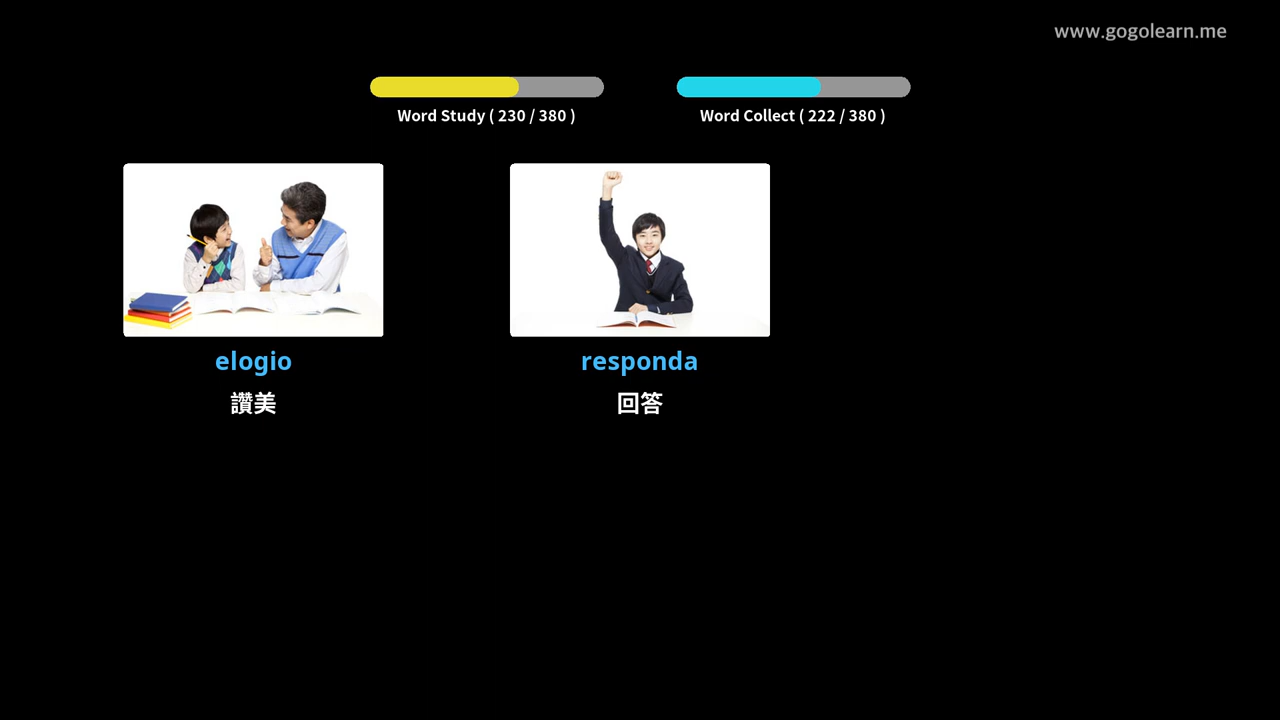 www.gogolearn.me
Word Study ( 230 / 380 )
Word Collect ( 222 / 380 )
elogio
讚美
responda
回答